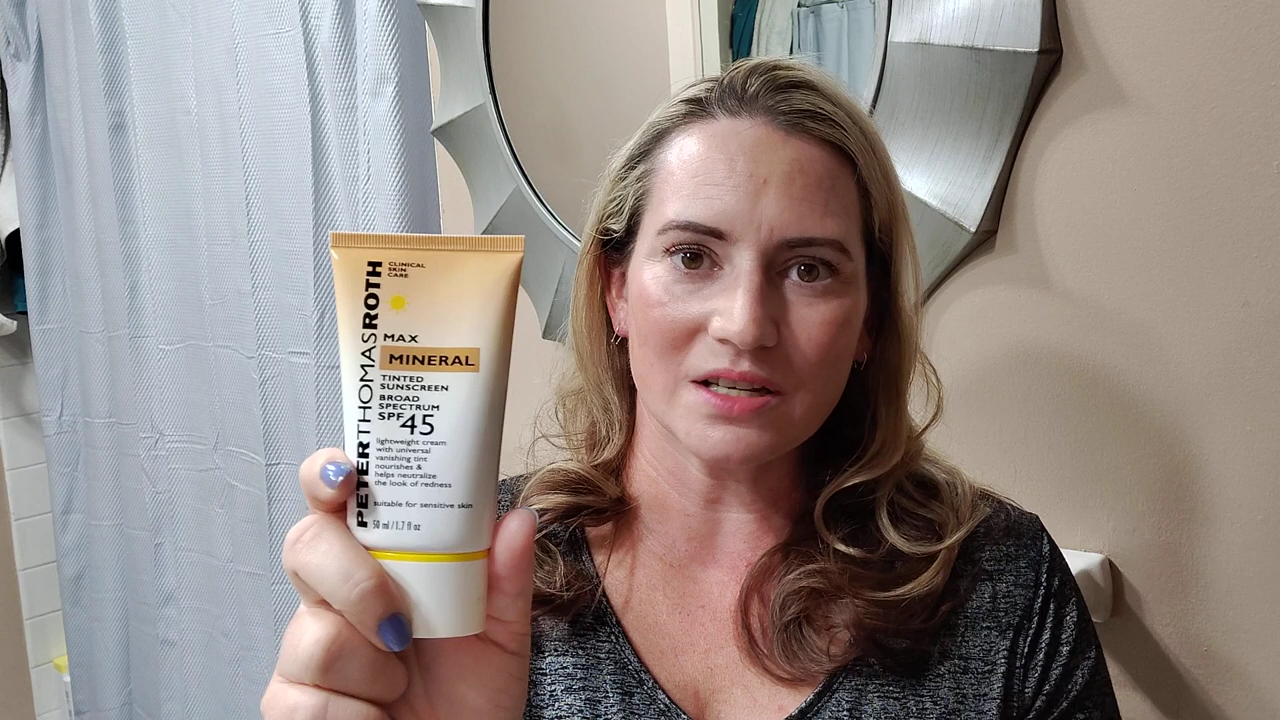 PETERTHOMASROTH
CLINICAL
SKIN
CARE
MAX
MINERAL
TINTED
SUNSCREEN
BROAD
SPECTRUM
SPF 45
lightweight cream
with universal
vanishing tint
nourishes &
helps neutralize
the look of redness
suitable for sensitive skin
50 ml / 1.7 fl oz